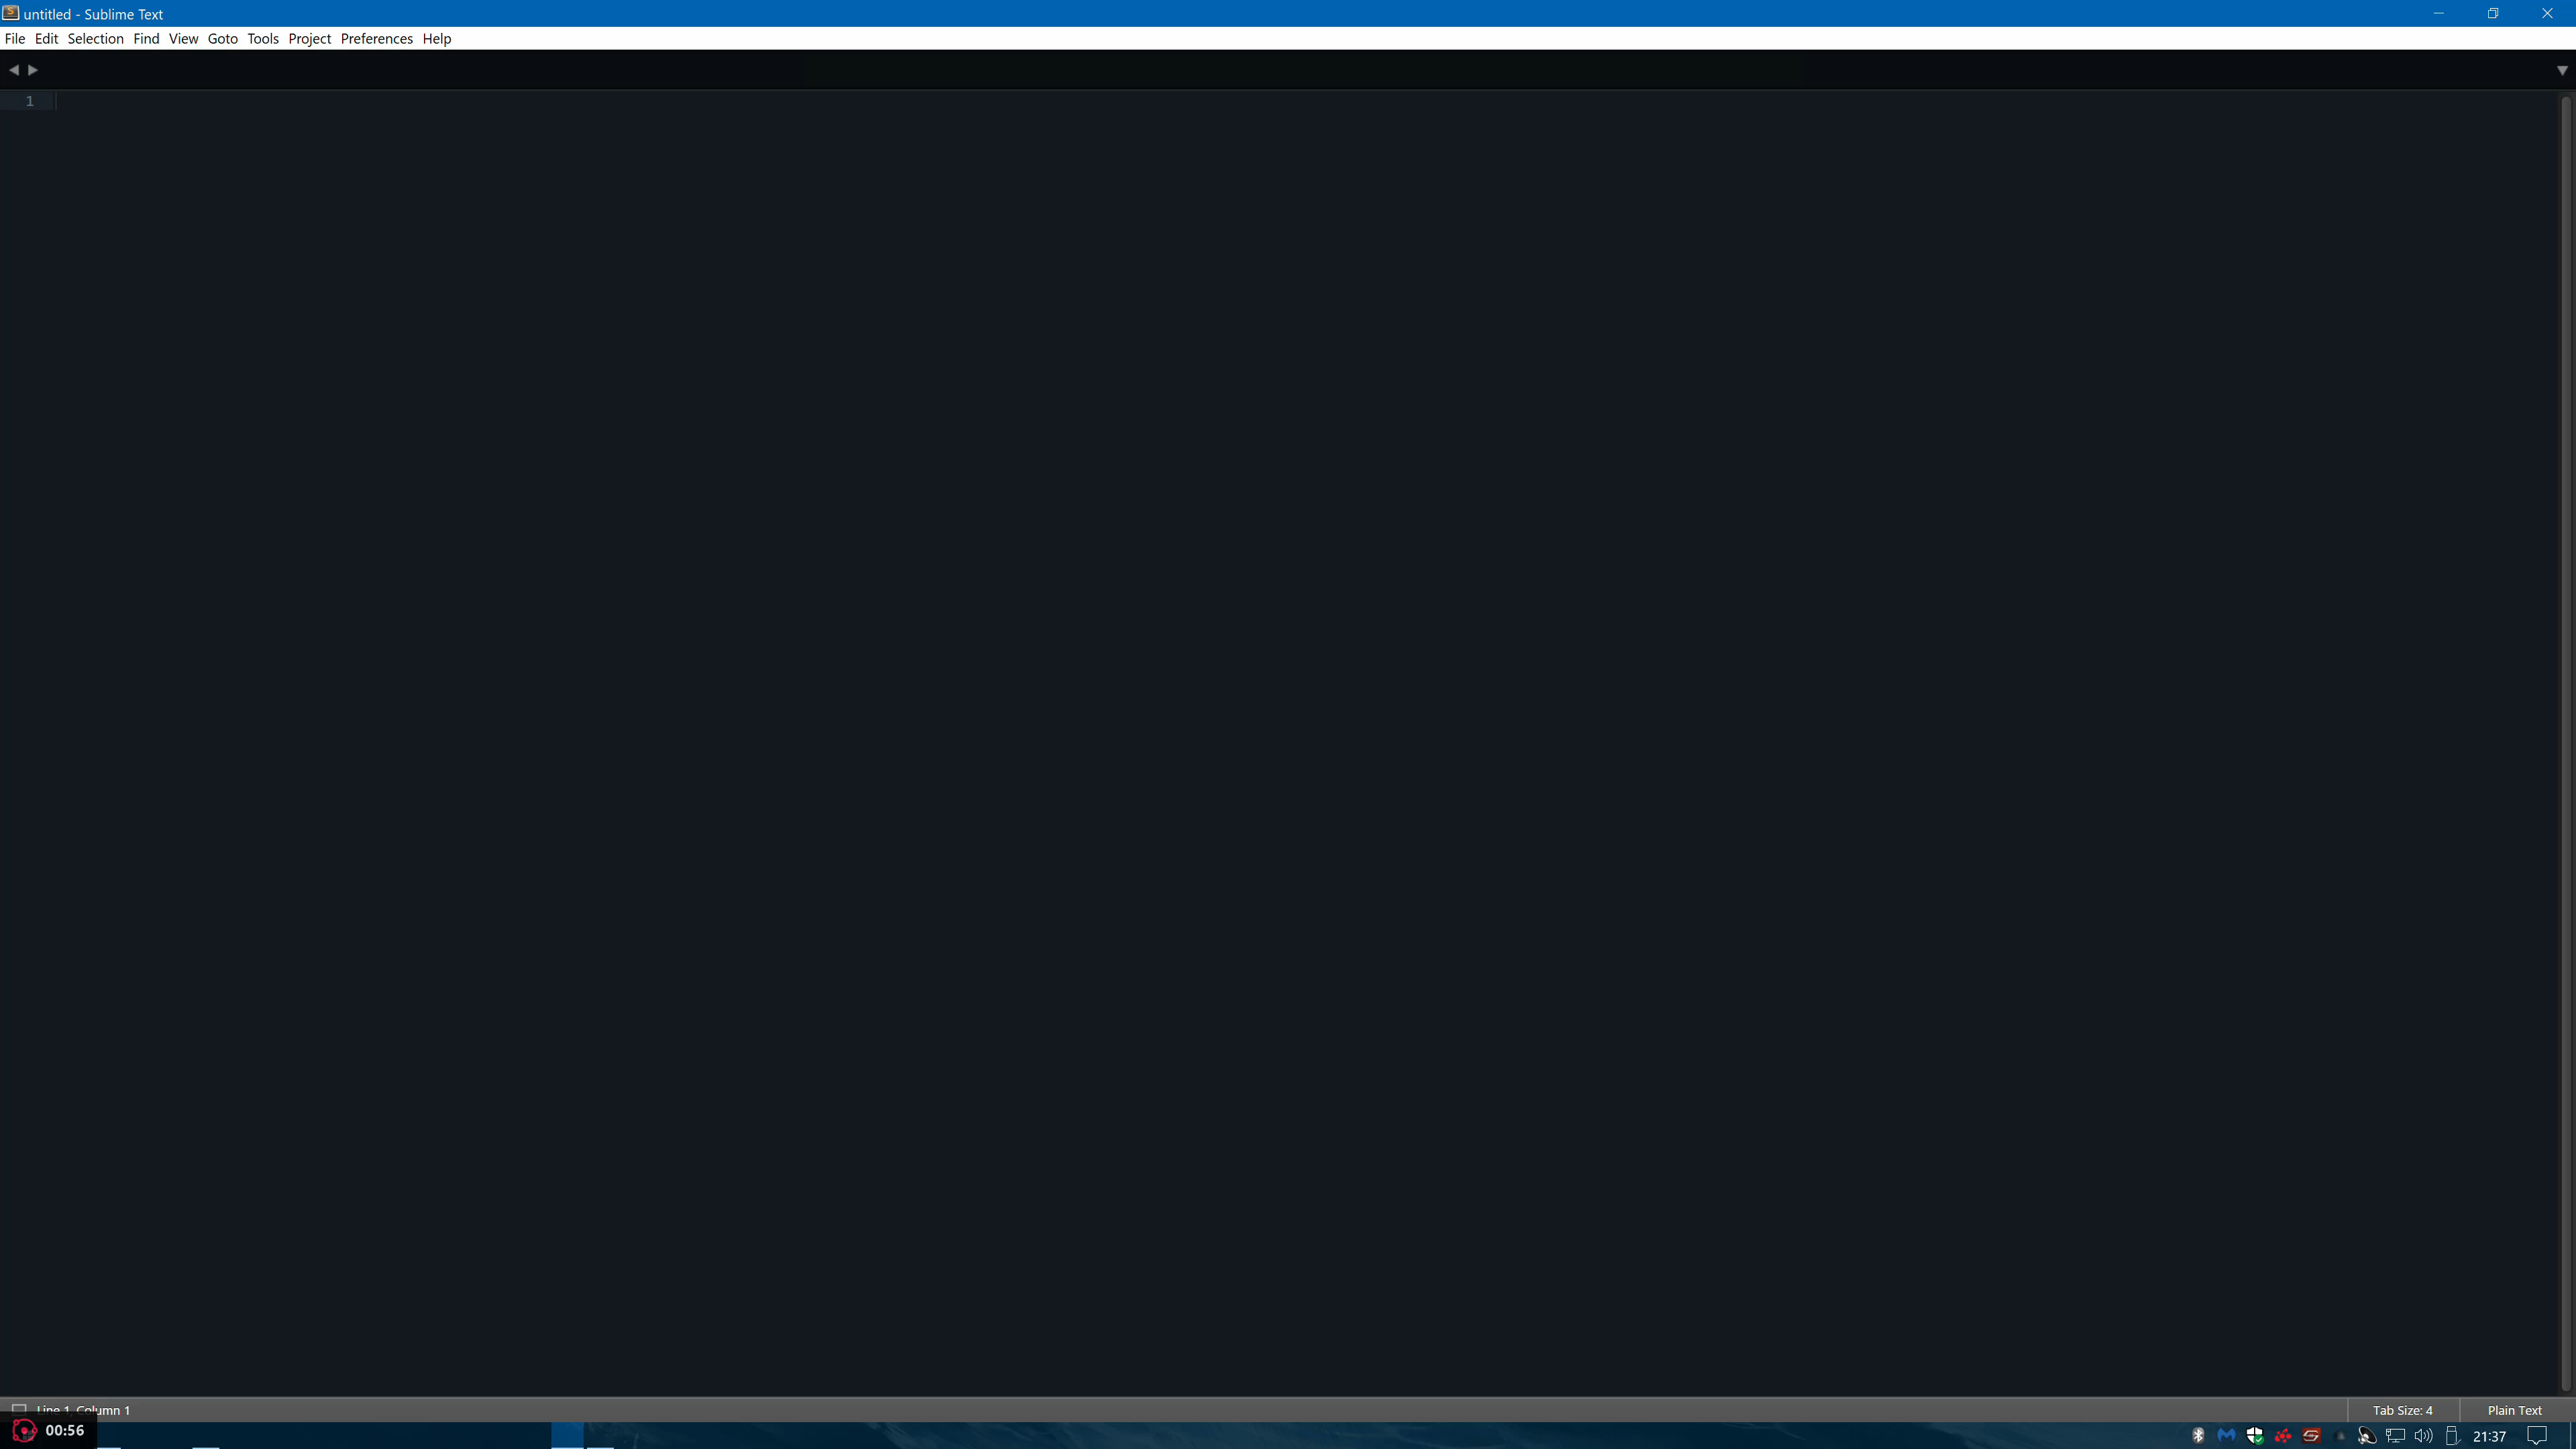 untitled - Sublime Text
File Edit Selection Find View Goto Tools Project Preferences Help
1
Line 1, Column 1
Tab Size: 4
Plain Text
00:56
21:37